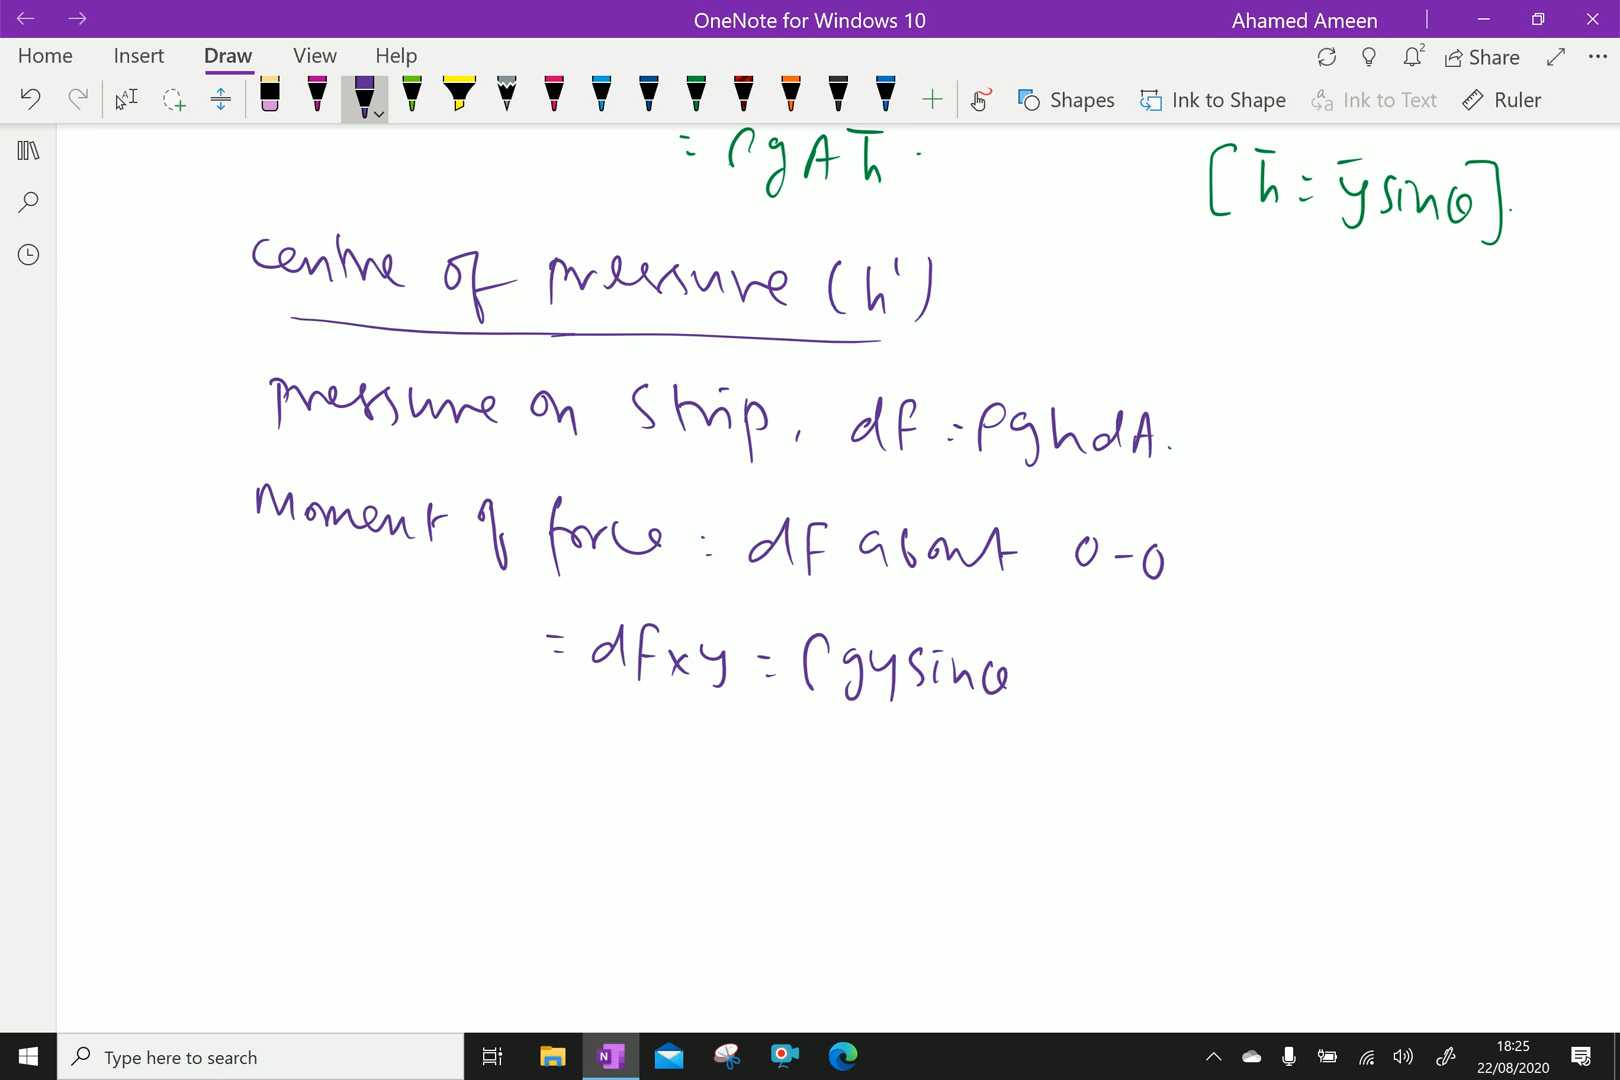 OneNote for Windows 10
Ahamed Ameen
Home Insert Draw View Help
2
Share
Shapes
Ink to Shape
Ink to Text
Ruler
= ρgAh̄ .
[h̄ = ȳ sinθ].
centre of pressure (h')
pressure on strip, dF = ρghdA.
Moment of force = dF about 0-0
= dF×y = ρgy sinθ
Type here to search
18:25
22/08/2020